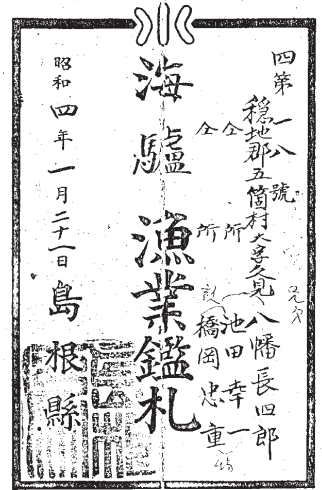 四第一八號
穏地郡五箇村大字久見 八幡長四郎
仝 所 池田幸一
仝 所 橋岡忠重
海驢漁業鑑札
昭和四年一月二十一日
島根縣